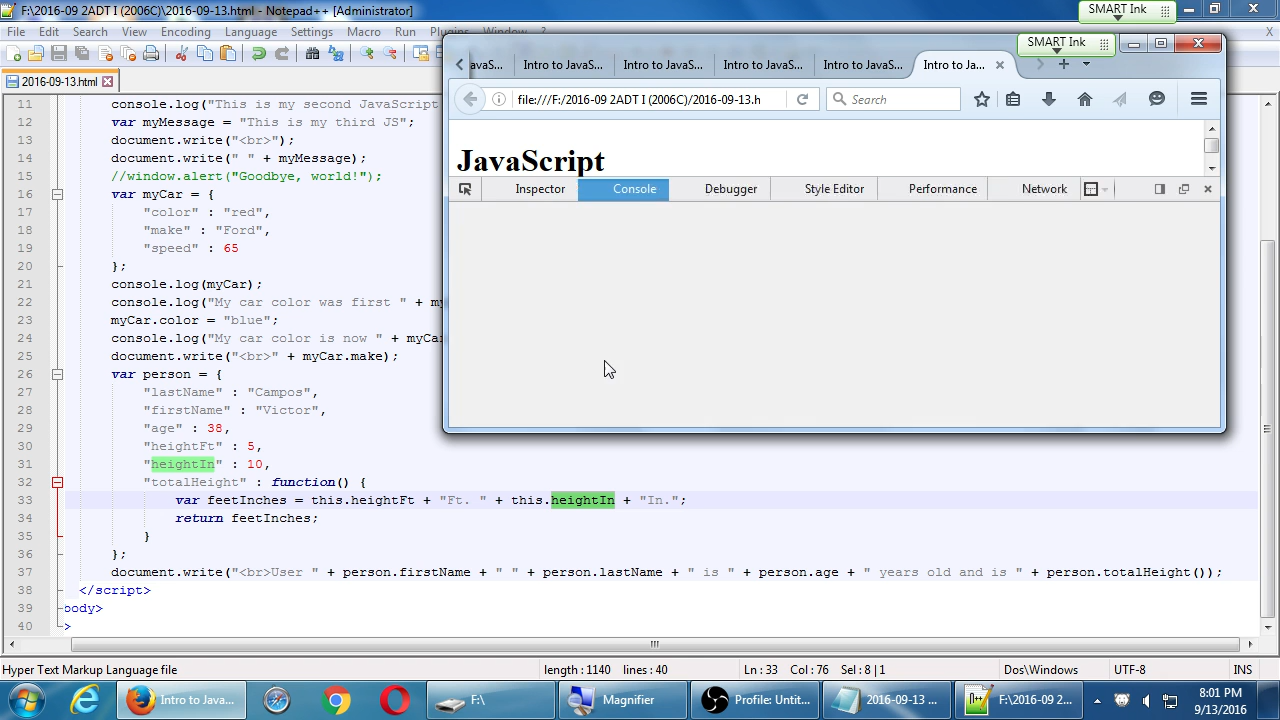 F:\2016-09 2ADT I (2006C)\2016-09-13.html - Notepad++ [Administrator]
SMART Ink
File Edit Search View Encoding Language Settings Macro Run Plugins Window ?
X
SMART Ink
2016-09-13.html
avaS... Intro to JavaS... Intro to JavaS... Intro to JavaS... Intro to JavaS... Intro to Ja...
file:///F:/2016-09 2ADT I (2006C)/2016-09-13.h
Search
JavaScript
Inspector Console Debugger Style Editor Performance Network
11 console.log("This is my second JavaScript
12 var myMessage = "This is my third JS";
13 document.write("<br>");
14 document.write(" " + myMessage);
15 //window.alert("Goodbye, world!");
16 var myCar = {
17 "color" : "red",
18 "make" : "Ford",
19 "speed" : 65
20 };
21 console.log(myCar);
22 console.log("My car color was first " + my
23 myCar.color = "blue";
24 console.log("My car color is now " + myCa
25 document.write("<br>" + myCar.make);
26 var person = {
27 "lastName" : "Campos",
28 "firstName" : "Victor",
29 "age" : 38,
30 "heightFt" : 5,
31 "heightIn" : 10,
32 "totalHeight" : function() {
33 var feetInches = this.heightFt + "Ft. " + this.heightIn + "In.";
34 return feetInches;
35 }
36 };
37 document.write("<br>User " + person.firstName + " " + person.lastName + " is " + person.age + " years old and is " + person.totalHeight());
38 </script>
39 body>
40 >
Hyper Text Markup Language file length : 1140 lines : 40 Ln : 33 Col : 76 Sel : 8 | 1 Dos\Windows UTF-8 INS
Intro to Java... F:\ Magnifier Profile: Untit... 2016-09-13 ... F:\2016-09 2... 8:01 PM
9/13/2016